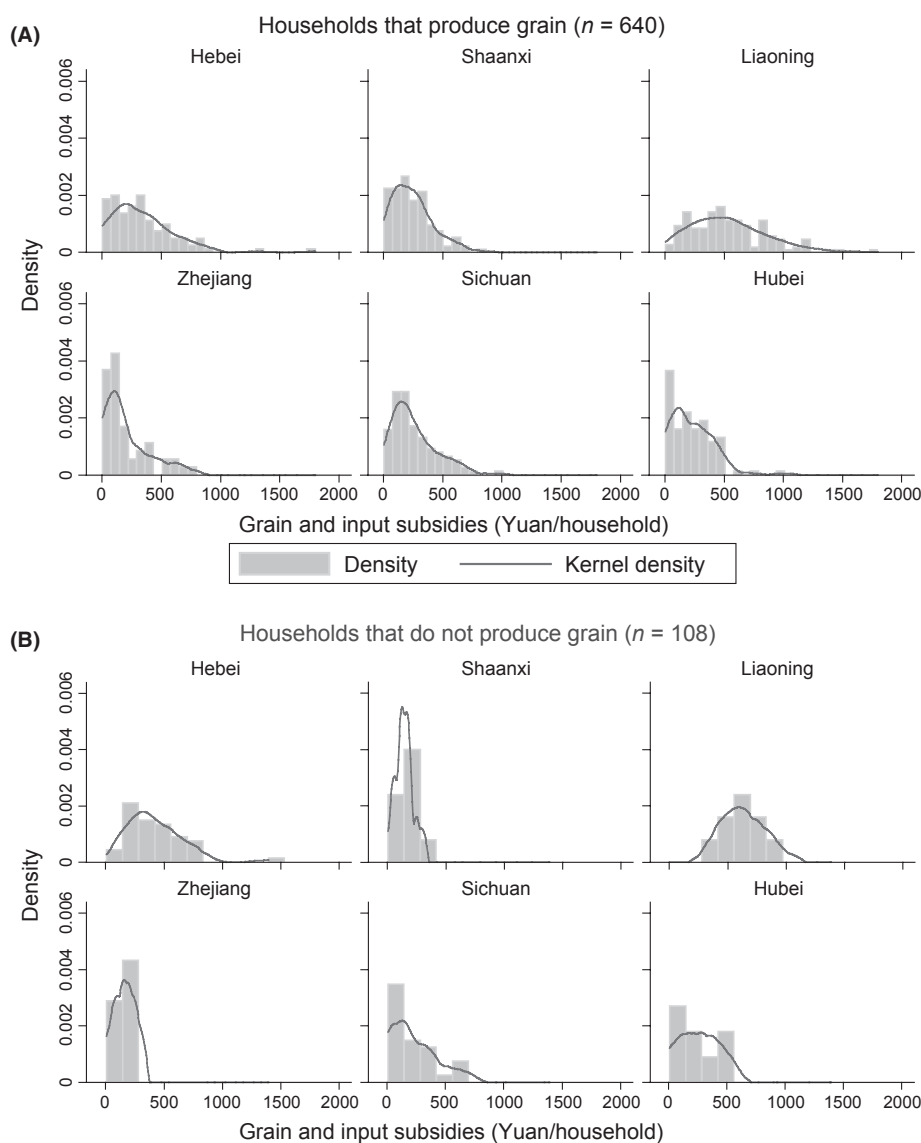 (A) Households that produce grain (n = 640)
Hebei Shaanxi Liaoning
0.006
0.004
0.002
0
Zhejiang Sichuan Hubei
0.006
0.004
0.002
0
Density
0 500 1000 1500 2000 0 500 1000 1500 2000 0 500 1000 1500 2000
Grain and input subsidies (Yuan/household)
Density Kernel density
(B) Households that do not produce grain (n = 108)
Hebei Shaanxi Liaoning
0.006
0.004
0.002
0
Zhejiang Sichuan Hubei
0.006
0.004
0.002
0
Density
0 500 1000 1500 2000 0 500 1000 1500 2000 0 500 1000 1500 2000
Grain and input subsidies (Yuan/household)